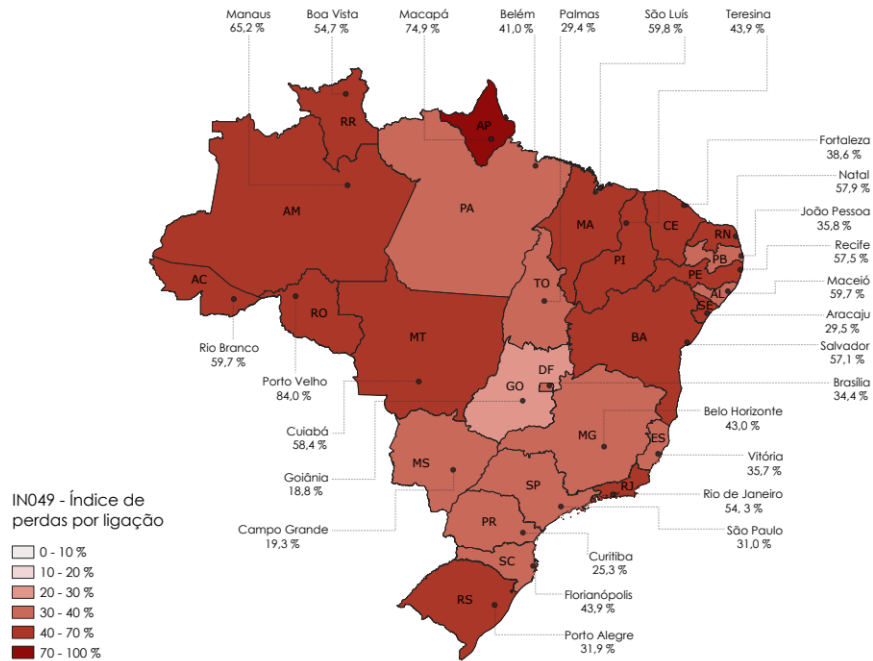 Manaus
65,2 %
Boa Vista
54,7 %
Macapá
74,9 %
Belém
41,0 %
Palmas
29,4 %
São Luís
59,8 %
Teresina
43,9 %
Fortaleza
38,6 %
Natal
57,9 %
João Pessoa
35,8 %
Recife
57,5 %
Maceió
59,7 %
Aracaju
29,5 %
Salvador
57,1 %
Brasília
34,4 %
Belo Horizonte
43,0 %
Vitória
35,7 %
Rio de Janeiro
54, 3 %
São Paulo
31,0 %
Curitiba
25,3 %
Florianópolis
43,9 %
Porto Alegre
31,9 %
Rio Branco
59,7 %
Porto Velho
84,0 %
Cuiabá
58,4 %
Goiânia
18,8 %
Campo Grande
19,3 %
RR
AP
AM
PA
MA
CE
RN
PB
PI
PE
AL
SE
AC
RO
TO
MT
BA
DF
GO
MG
ES
MS
SP
RJ
PR
SC
RS
IN049 - Índice de
perdas por ligação
0 - 10 %
10 - 20 %
20 - 30 %
30 - 40 %
40 - 70 %
70 - 100 %